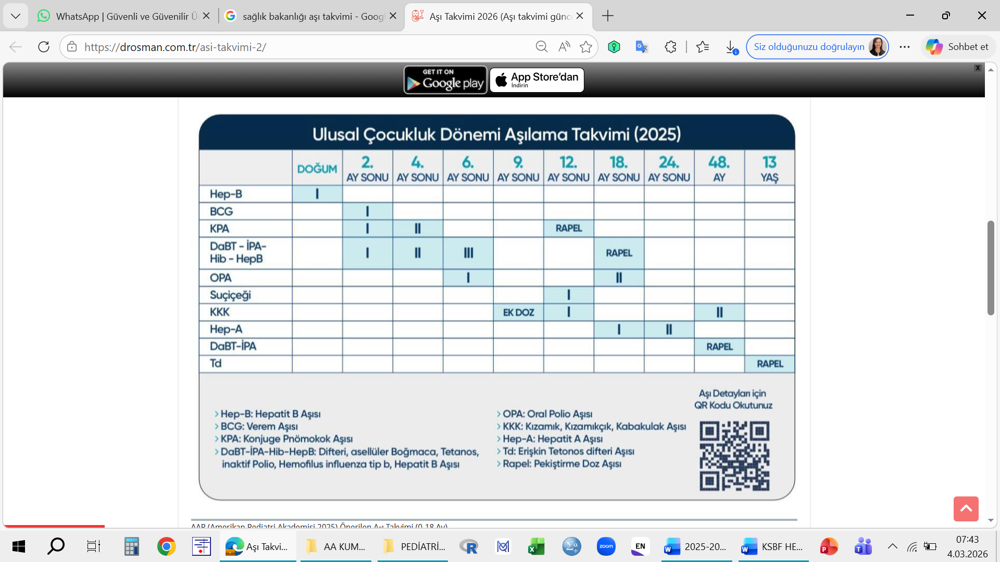 WhatsApp | Güvenli ve Güvenilir Ü
sağlık bakanlığı aşı takvimi - Googl
Aşı Takvimi 2026 (Aşı takvimi günce
https://drosman.com.tr/asi-takvimi-2/
Siz olduğunuzu doğrulayın
Sohbet et
GET IT ON
Google play
App Store'dan
İndirin
X
Ulusal Çocukluk Dönemi Aşılama Takvimi (2025)
DOĞUM 2. AY SONU 4. AY SONU 6. AY SONU 9. AY SONU 12. AY SONU 18. AY SONU 24. AY SONU 48. AY 13 YAŞ
Hep-B I
BCG I
KPA I II RAPEL
DaBT - İPA-
Hib - HepB I II III RAPEL
OPA I II
Suçiçeği I
KKK EK DOZ I II
Hep-A I II
DaBT-İPA RAPEL
Td RAPEL
> Hep-B: Hepatit B Aşısı
> BCG: Verem Aşısı
> KPA: Konjuge Pnömokok Aşısı
> DaBT-İPA-Hib-HepB: Difteri, asellüler Boğmaca, Tetanos,
inaktif Polio, Hemofilus influenza tip b, Hepatit B Aşısı
> OPA: Oral Polio Aşısı
> KKK: Kızamık, Kızamıkçık, Kabakulak Aşısı
> Hep-A: Hepatit A Aşısı
> Td: Erişkin Tetonos difteri Aşısı
> Rapel: Pekiştirme Doz Aşısı
Aşı Detayları için
QR Kodu Okutunuz
AAP (Amerikan Pediatri Akademisi 2025) Önerilen Aşı Takvimi (0-18 Ay)
Aşı Takvi...
AA KUM...
PEDİATRİ...
zoom
EN
2025-20...
KSBF HE...
07:43
4.03.2026